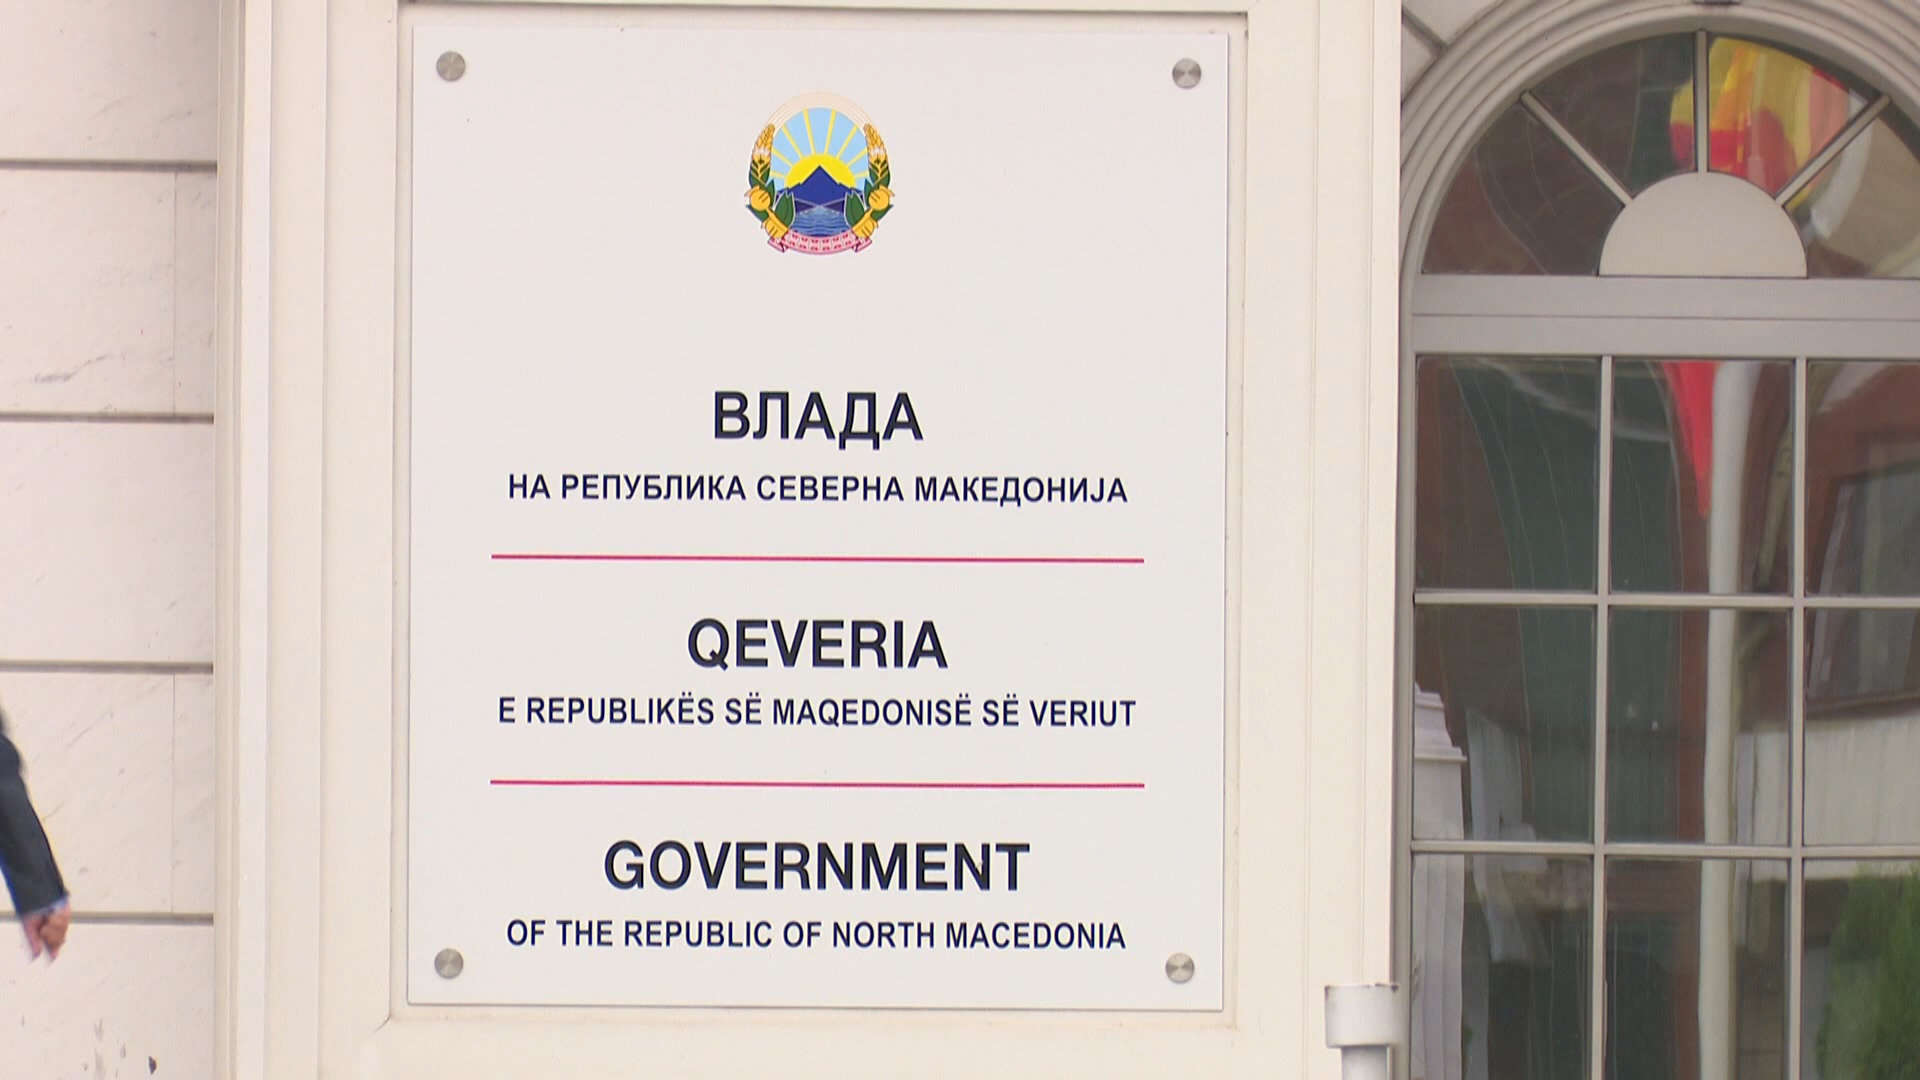 ВЛАДА
НА РЕПУБЛИКА СЕВЕРНА МАКЕДОНИЈА
QEVERIA
E REPUBLIKËS SË MAQEDONISË SË VERIUT
GOVERNMENT
OF THE REPUBLIC OF NORTH MACEDONIA